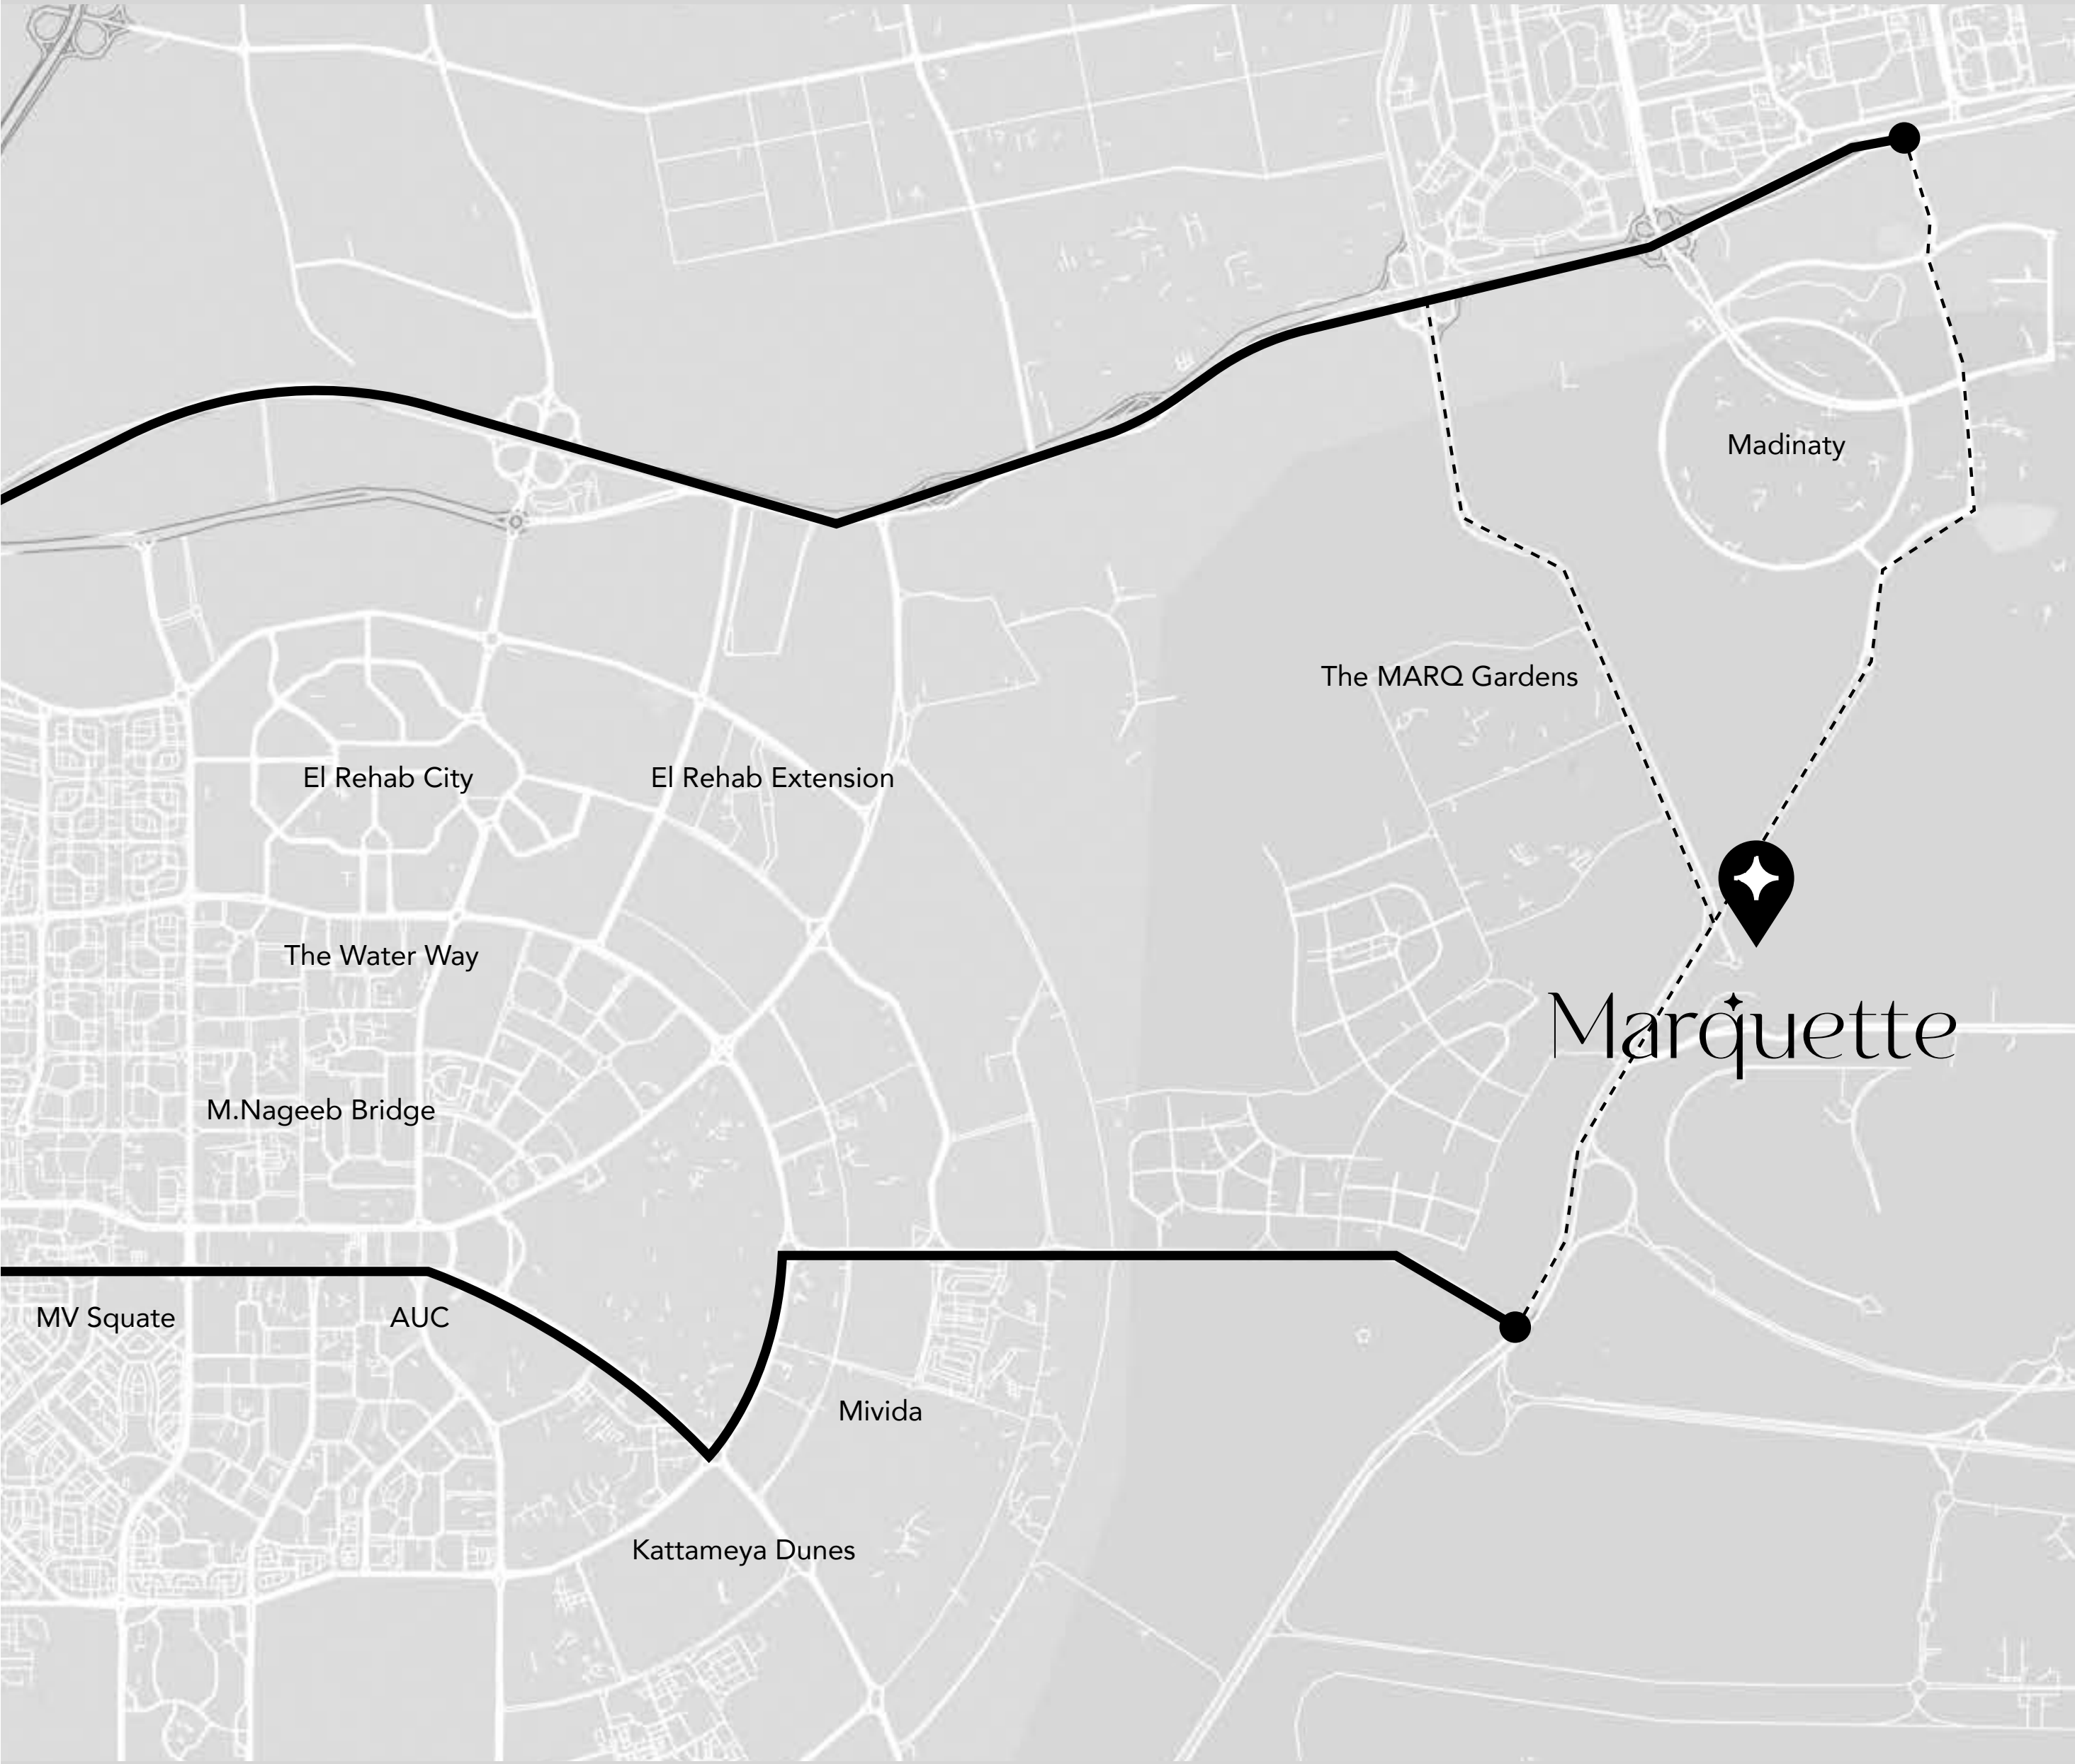 Madinaty
The MARQ Gardens
El Rehab City
El Rehab Extension
The Water Way
Marquette
M.Nageeb Bridge
MV Squate
AUC
Mivida
Kattameya Dunes